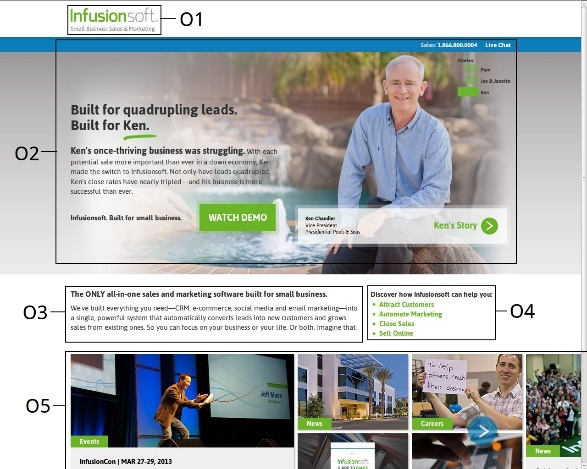 Infusionsoft.
Small Business Sales & Marketing
O1
Sales: 1.866.800.0004 Live Chat
Stories:
Pam
Joe & Janette
Ken
Built for quadrupling leads.
Built for Ken.
O2
Ken's once-thriving business was struggling. With each
potential sale more important than ever in a down economy, Ken
made the switch to Infusionsoft. Not only have leads quadrupled,
Ken's close rates have nearly tripled—and his business is more
successful than ever.
Infusionsoft. Built for small business.
WATCH DEMO
Ken Chandler
Vice President
Presidential Pools & Spas
Ken's Story
O3
The ONLY all-in-one sales and marketing software built for small business.
We've built everything you need—CRM, e-commerce, social media and email marketing—into
a single, powerful system that automatically converts leads into new customers and grows
sales from existing ones. So you can focus on your business or your life. Or both. Imagine that.
Discover how Infusionsoft can help you:
Attract Customers
Automate Marketing
Close Sales
Sell Online
O4
O5
Jeff
Events
InfusionCon | MAR 27-29, 2013
News
Infusionsoft.
To help
others reach
their dreams
Careers
News